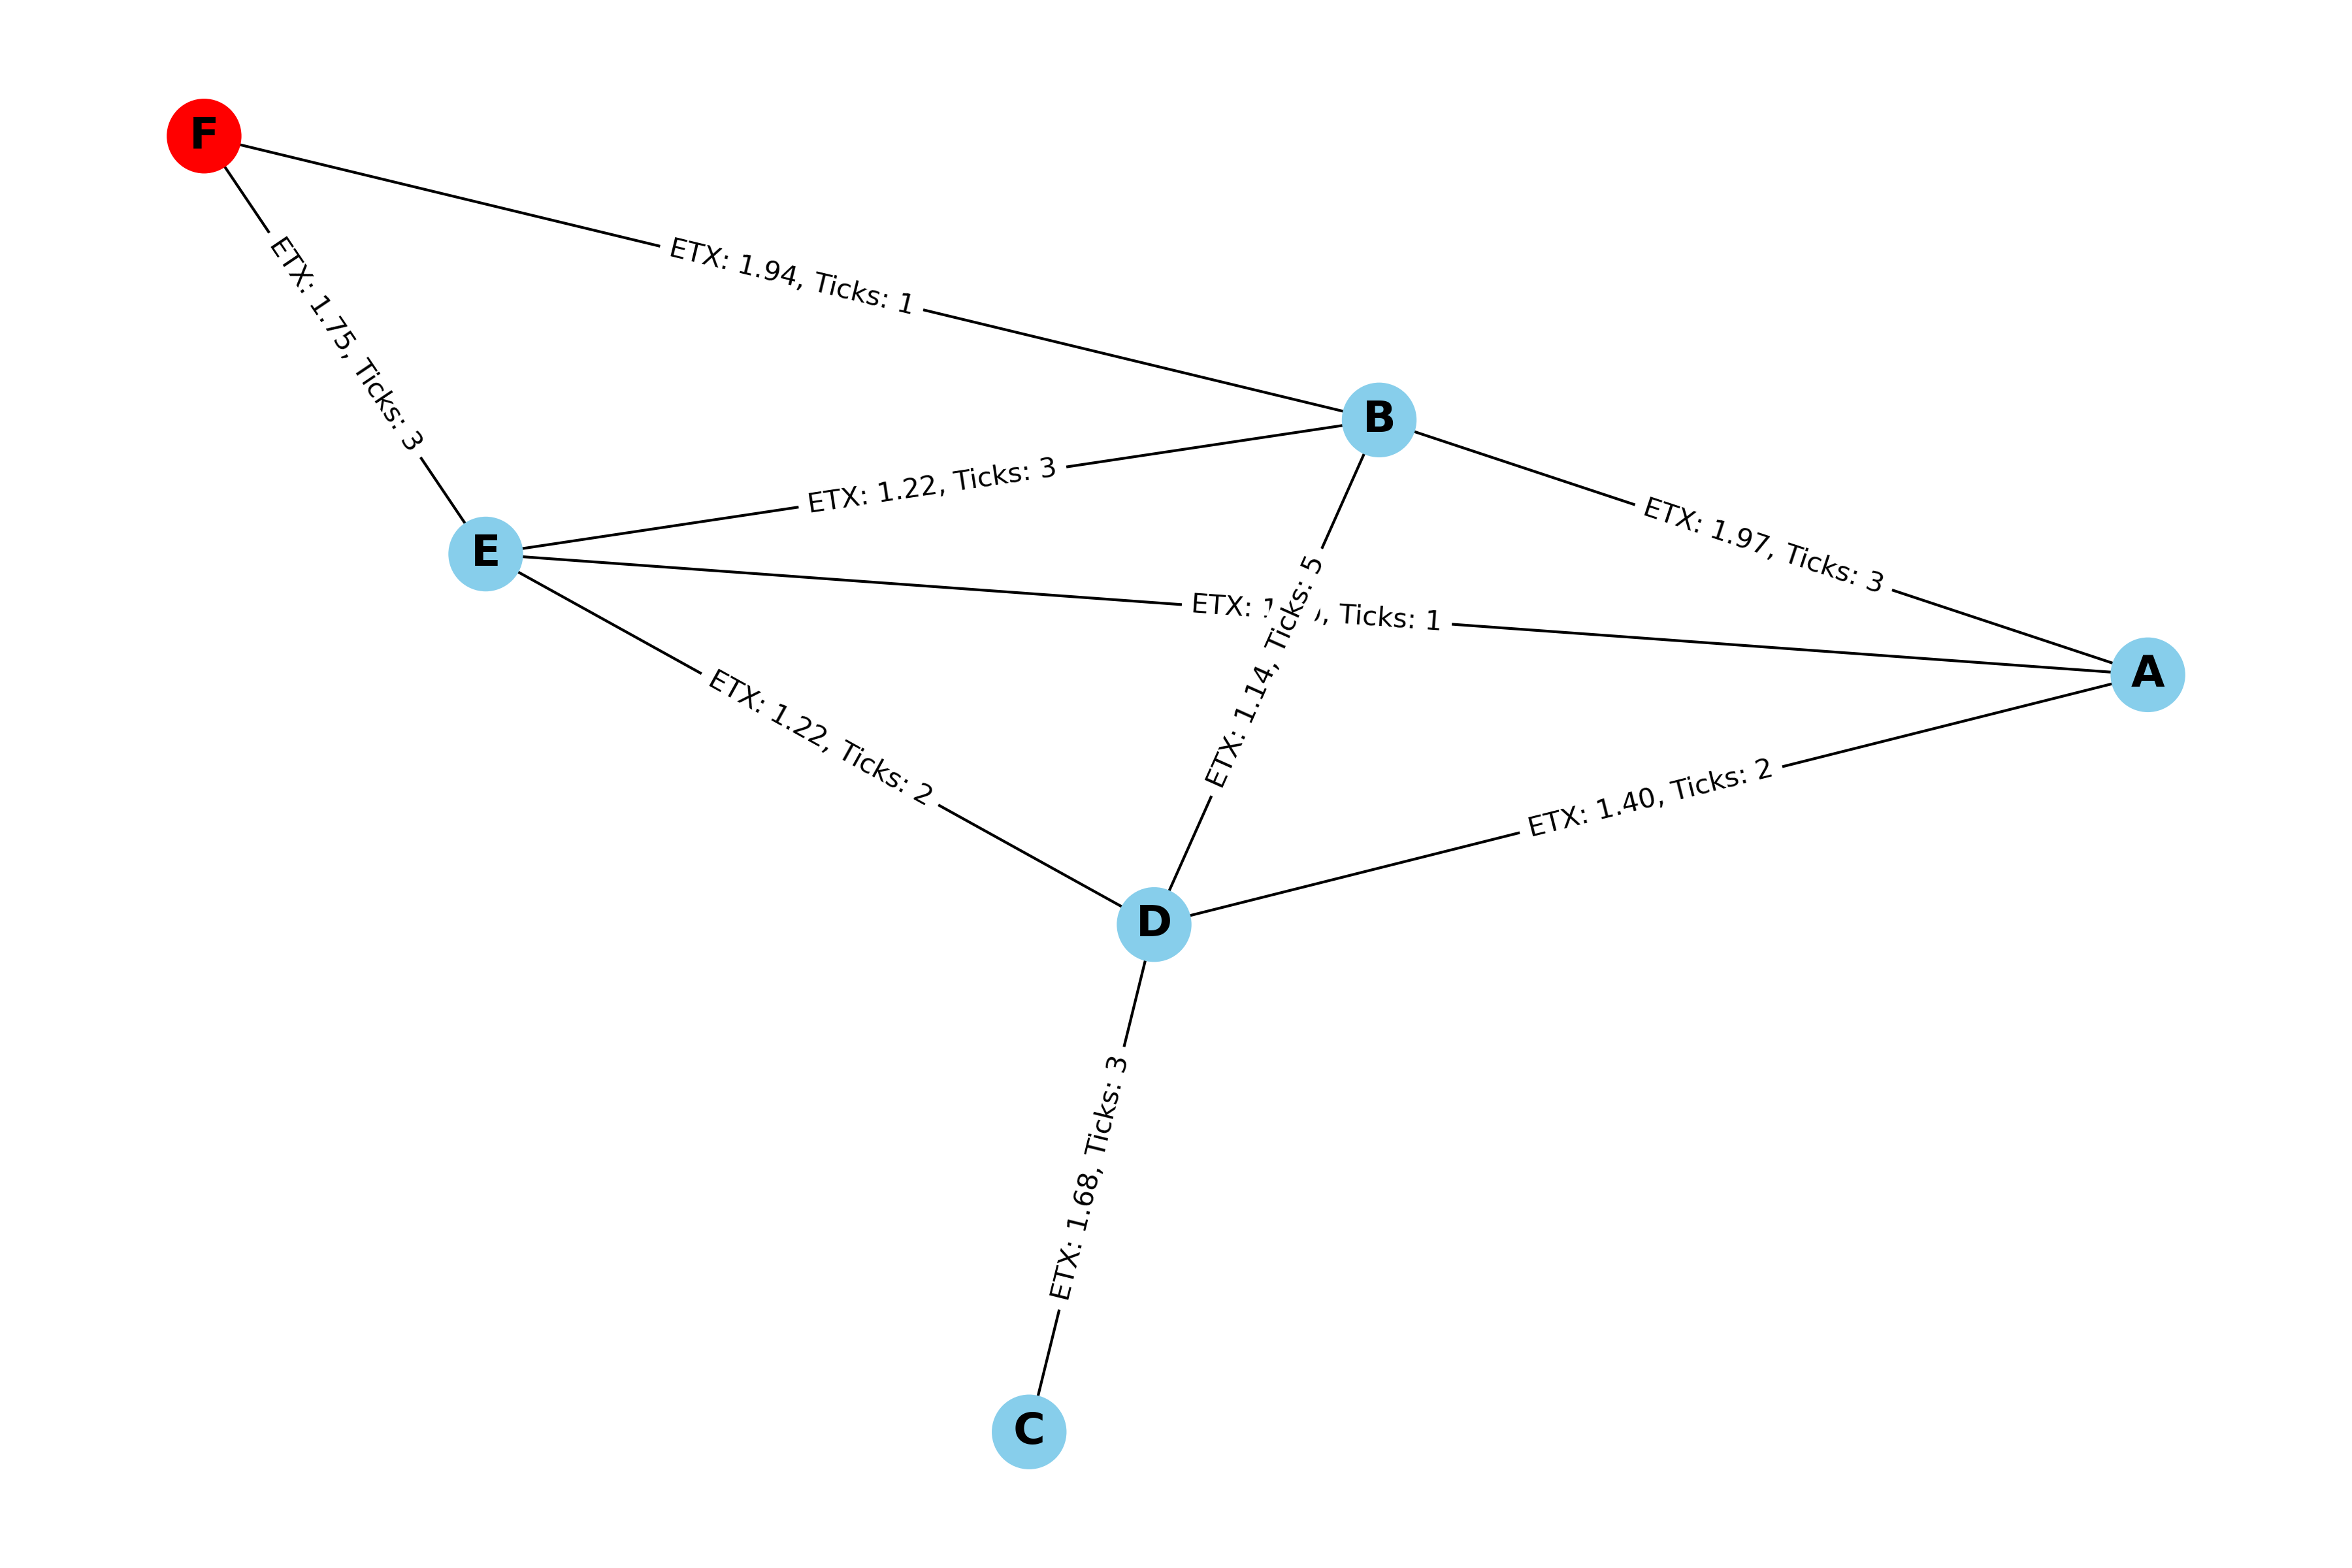 F
ETX: 1.94, Ticks: 1
ETX: 1.75, Ticks: 3
B
ETX: 1.22, Ticks: 3
ETX: 1.97, Ticks: 3
E
ETX: Ticks: 1
ETX: 1.14, Ticks: 5
A
ETX: 1.22, Ticks: 2
ETX: 1.40, Ticks: 2
D
ETX: 1.68, Ticks: 3
C